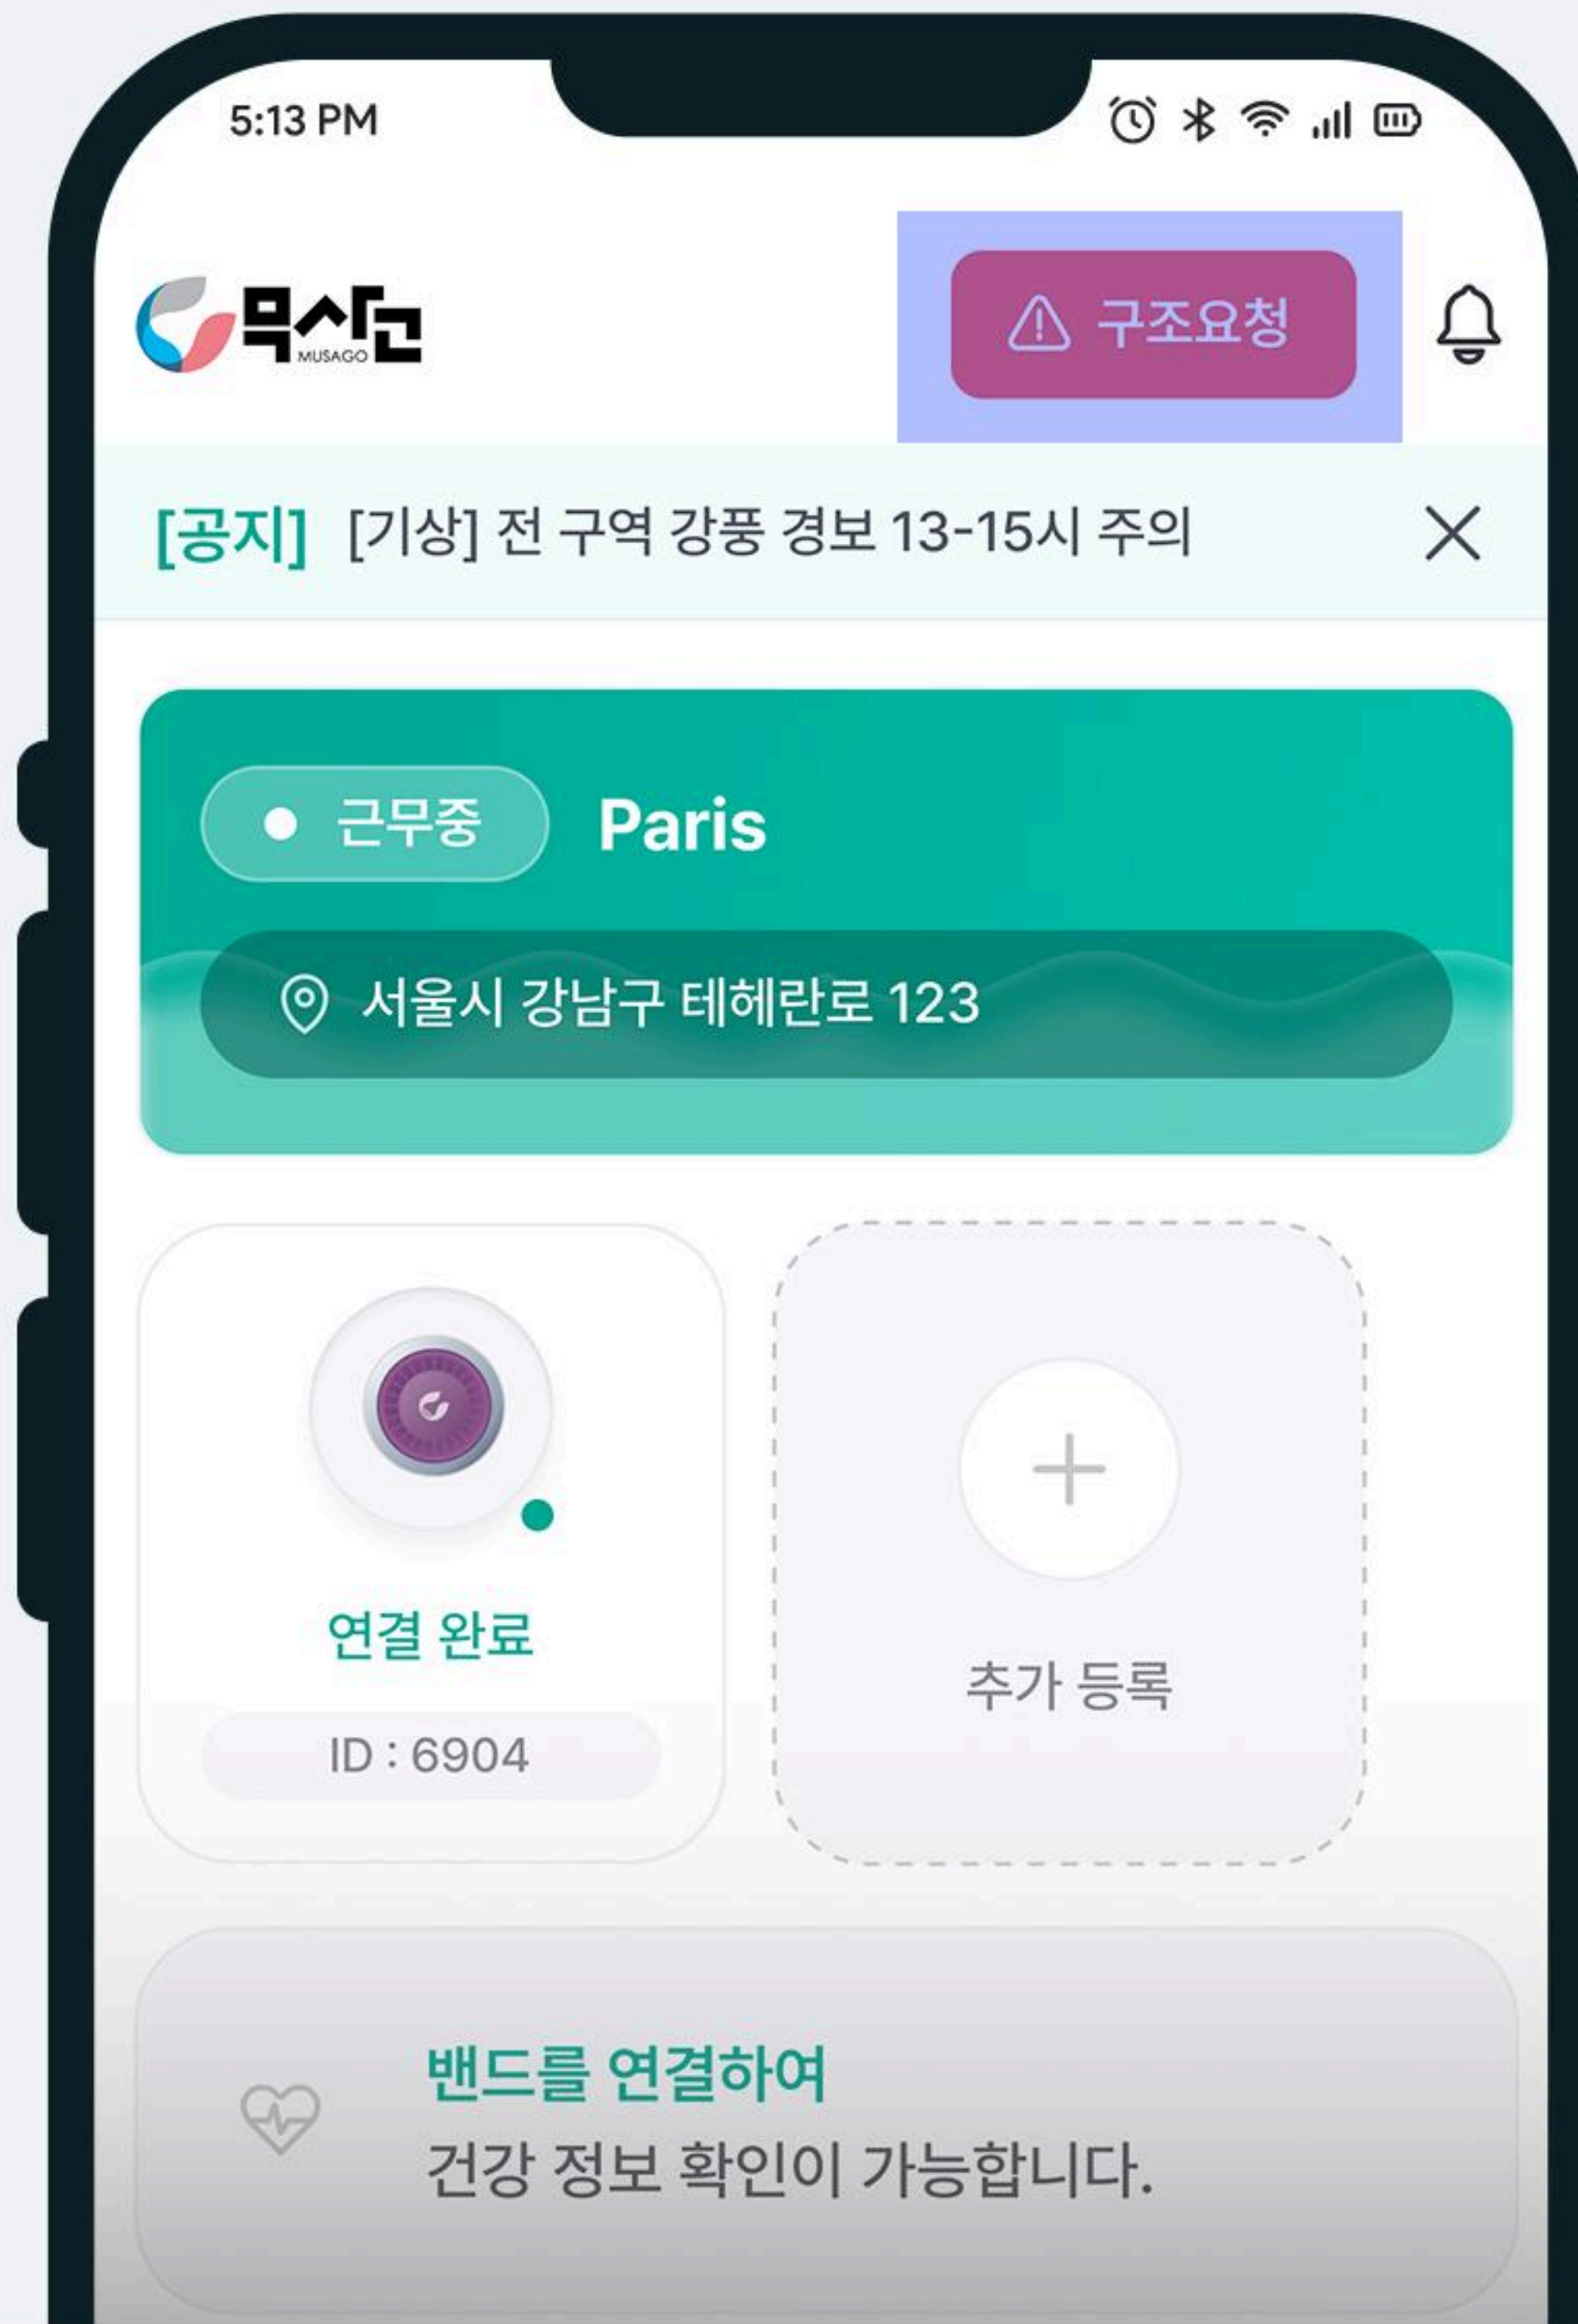 5:13 PM
무사고
MUSAGO
구조요청
[공지] [기상] 전 구역 강풍 경보 13-15시 주의
근무중 Paris
서울시 강남구 테헤란로 123
연결 완료
ID : 6904
추가 등록
밴드를 연결하여
건강 정보 확인이 가능합니다.